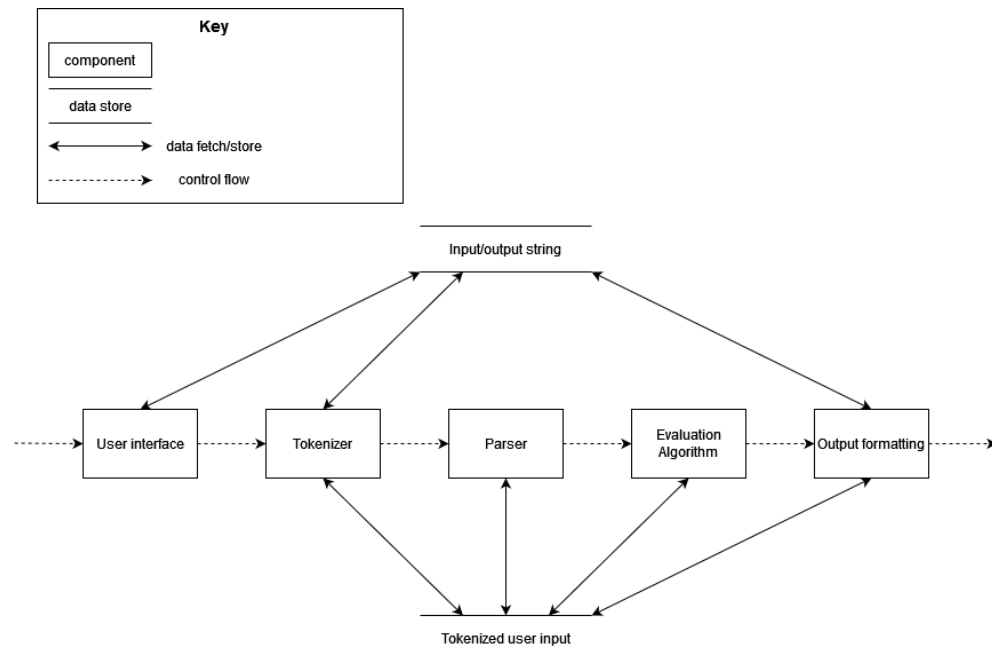 Key
component
data store
data fetch/store
control flow
Input/output string
User interface
Tokenizer
Parser
Evaluation
Algorithm
Output formatting
Tokenized user input